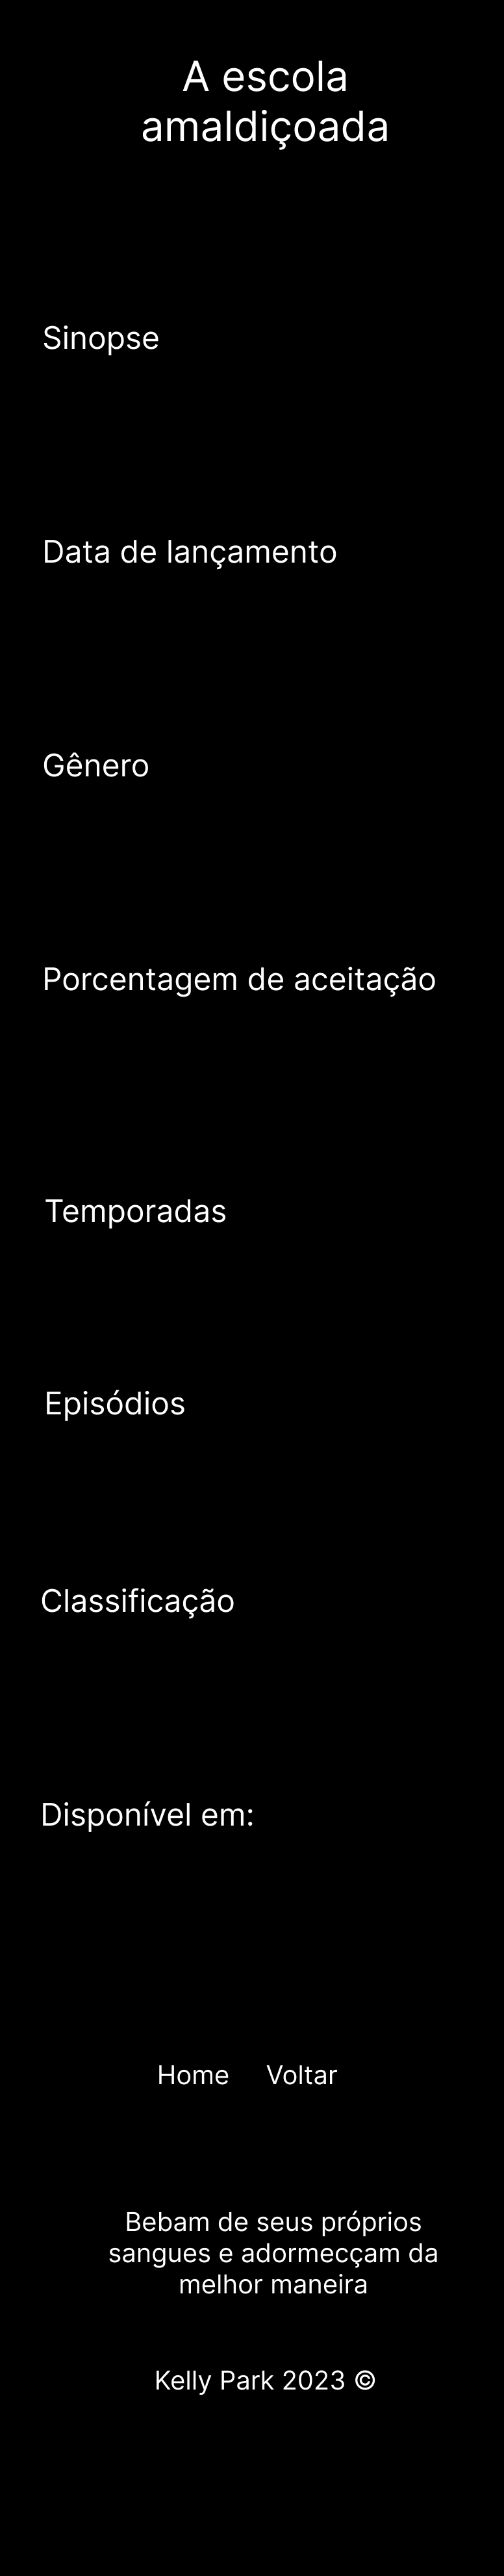 A escola
amaldiçoada
Sinopse
Data de lançamento
Gênero
Porcentagem de aceitação
Temporadas
Episódios
Classificação
Disponível em:
Home Voltar
Bebam de seus próprios
sangues e adormecçam da
melhor maneira
Kelly Park 2023 ©